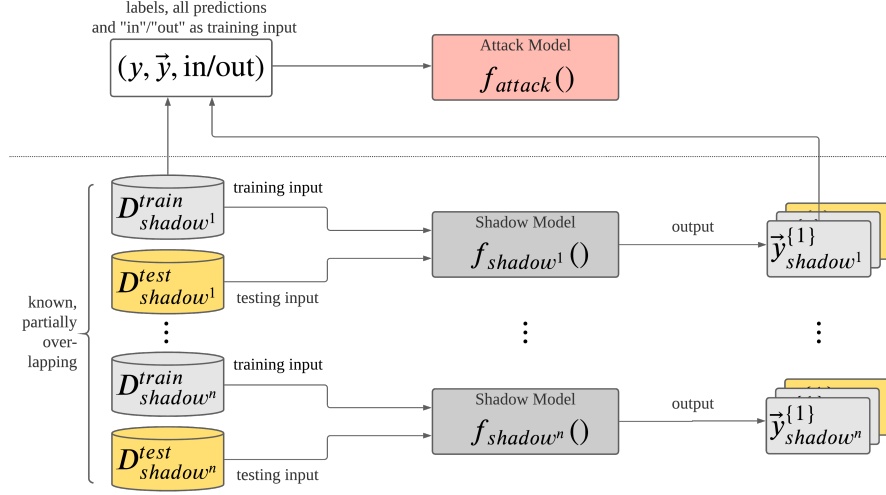 labels, all predictions
and "in"/"out" as training input
(y, y⃗, in/out)
Attack Model
f_attack()
D^train_shadow^1
training input
D^test_shadow^1
testing input
Shadow Model
f_shadow^1()
output
y⃗^{1}_shadow^1
known,
partially
over-
lapping
D^train_shadow^n
training input
D^test_shadow^n
testing input
Shadow Model
f_shadow^n()
output
y⃗^{1}_shadow^n